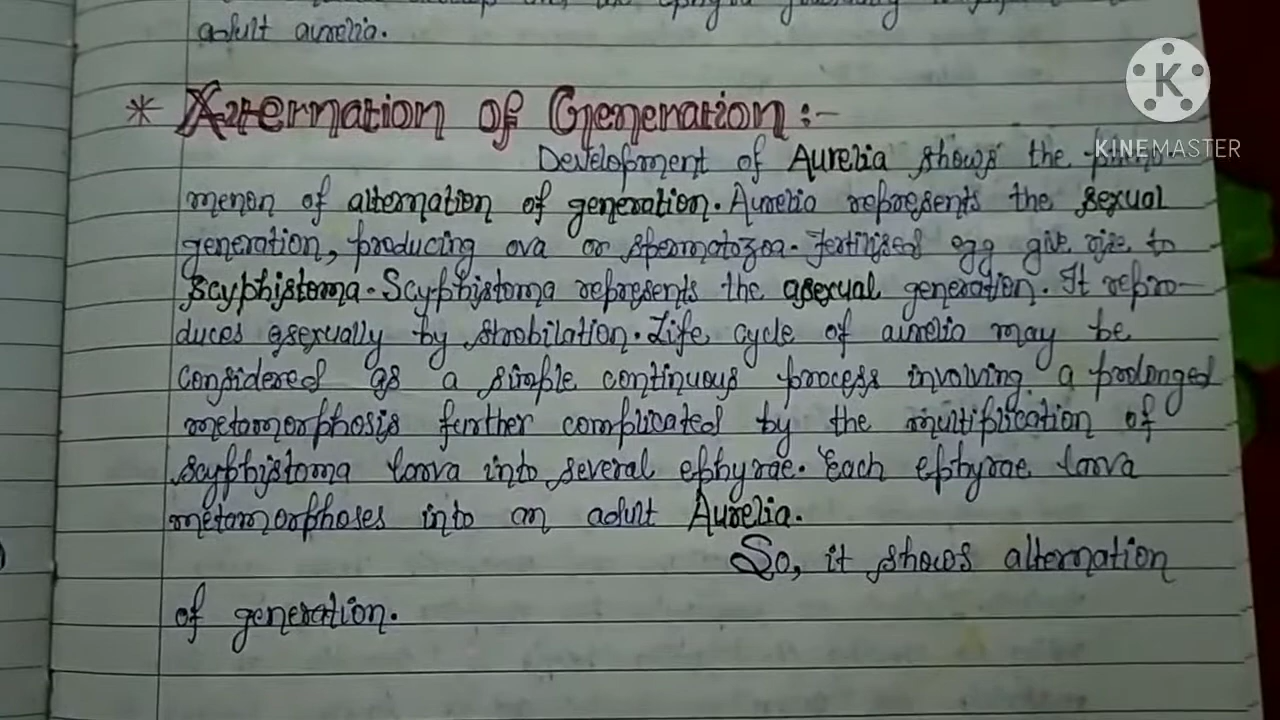 adult aurelia.
* Alternation of Generation :-
K
KINEMASTER
Development of Aurelia shows the pheno-
menon of alternation of generation. Aurelia represents the sexual
generation, producing ova or spermatozoa. Fertilised egg give rise to
scyphistoma. Scyphistoma represents the asexual generation. It repro-
duces asexually by strobilation. Life cycle of aurelia may be
considered as a simple continuous process involving a prolonged
metamorphosis further complicated by the multiplication of
scyphistoma larva into several ephyrae. Each ephyrae larva
metamorphoses into an adult Aurelia.
So, it shows alternation
of generation.